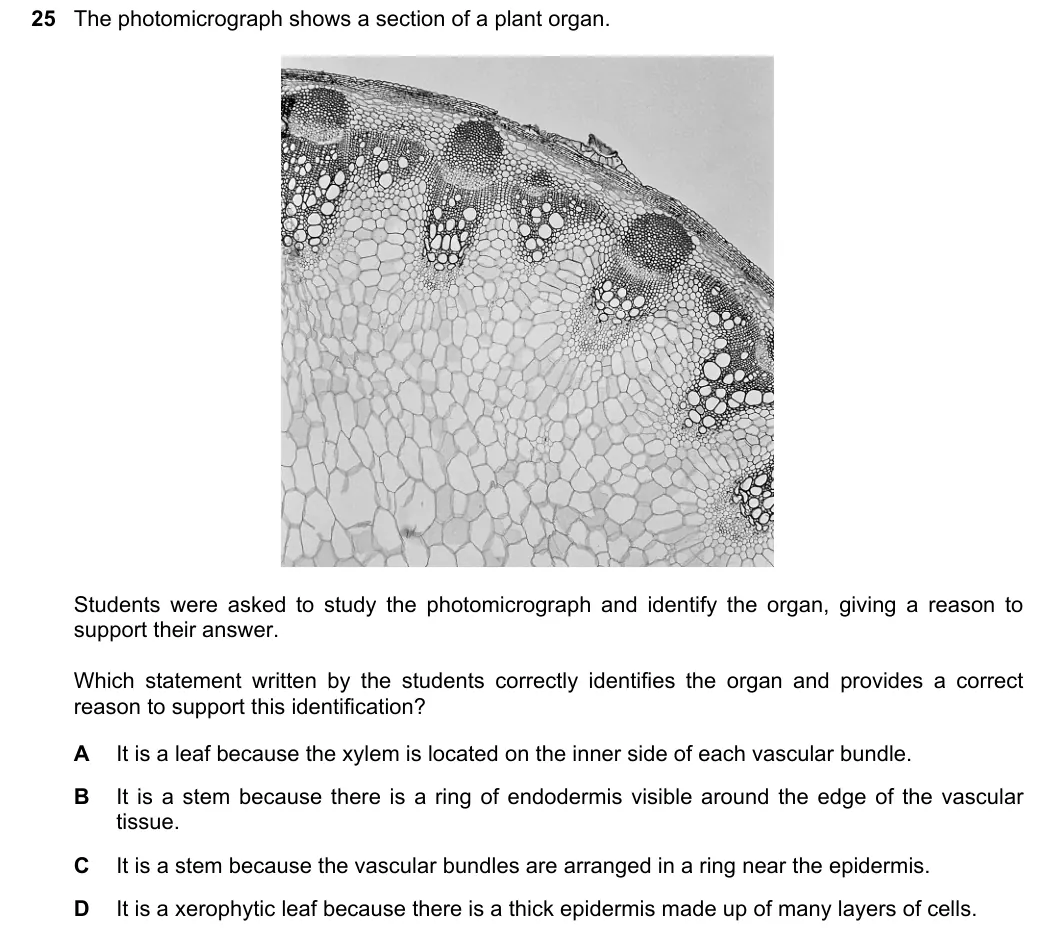 25 The photomicrograph shows a section of a plant organ.
Students were asked to study the photomicrograph and identify the organ, giving a reason to
support their answer.
Which statement written by the students correctly identifies the organ and provides a correct
reason to support this identification?
A It is a leaf because the xylem is located on the inner side of each vascular bundle.
B It is a stem because there is a ring of endodermis visible around the edge of the vascular
tissue.
C It is a stem because the vascular bundles are arranged in a ring near the epidermis.
D It is a xerophytic leaf because there is a thick epidermis made up of many layers of cells.